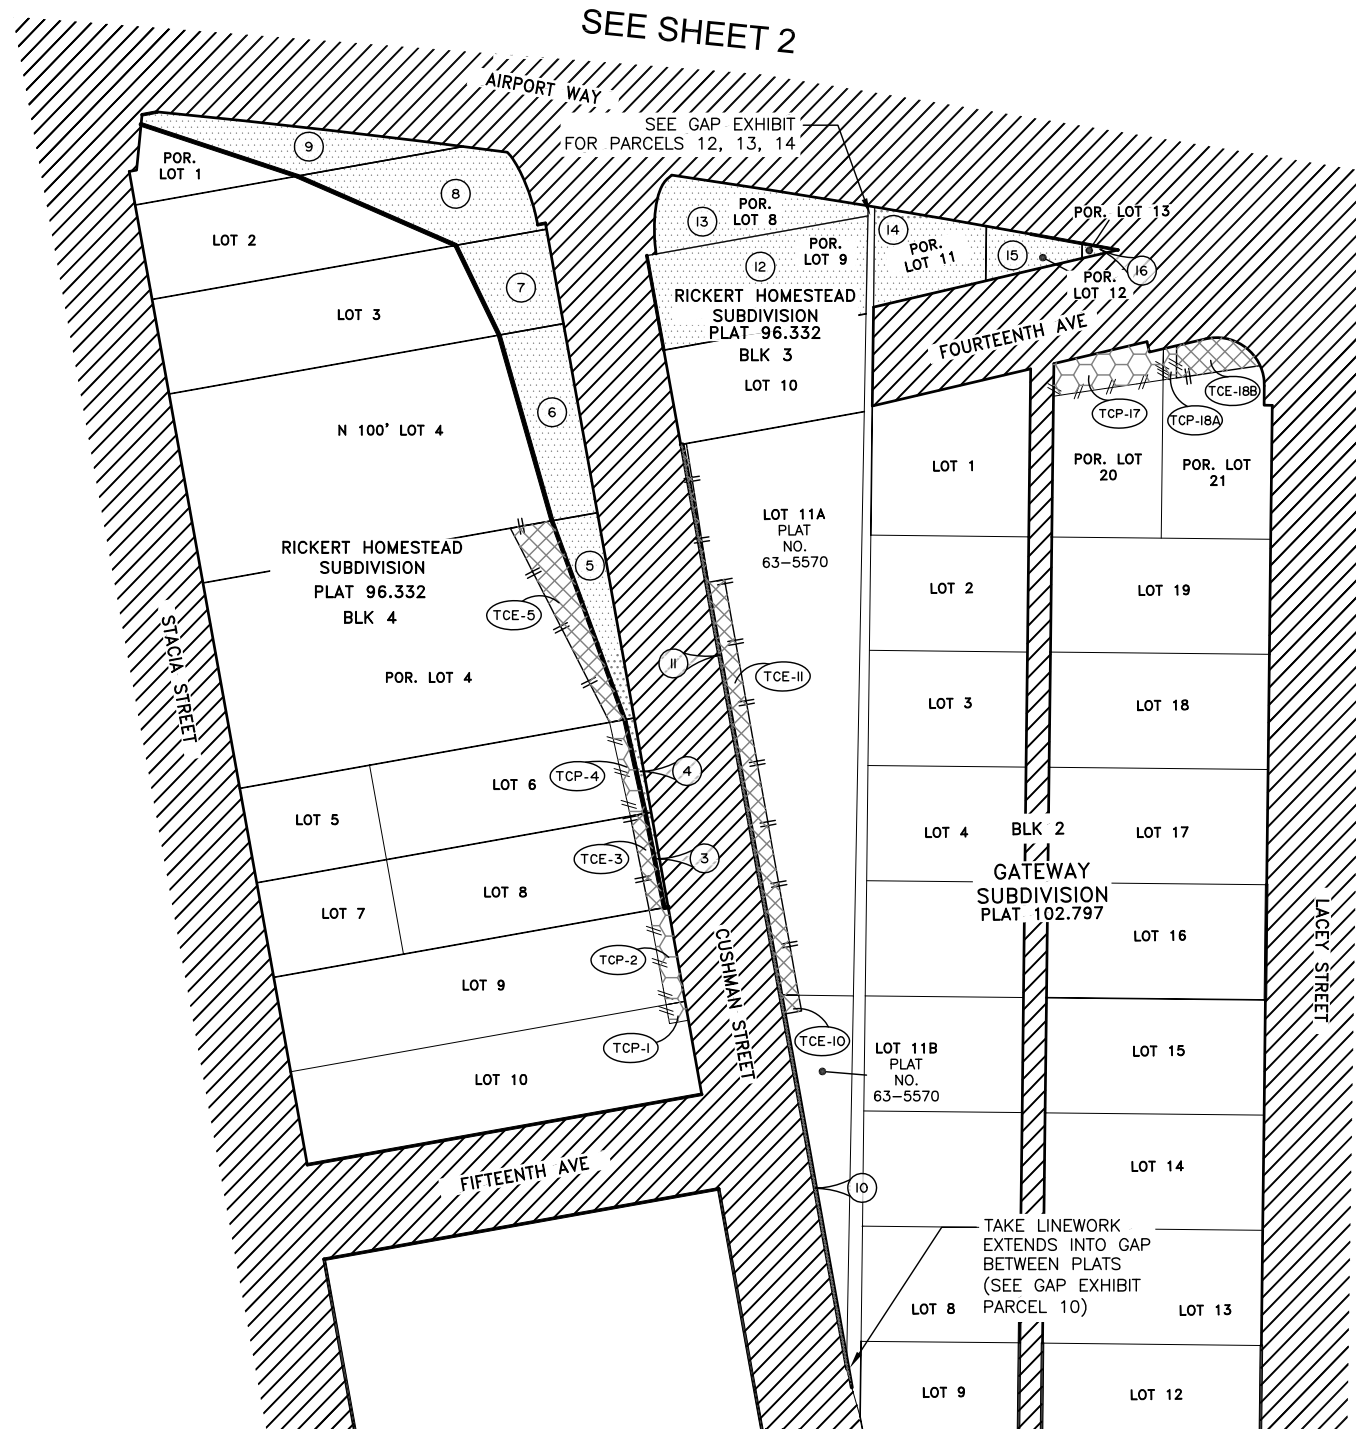 SEE SHEET 2
AIRPORT WAY
SEE GAP EXHIBIT
FOR PARCELS 12, 13, 14
9
POR.
LOT 1
8
LOT 2
7
LOT 3
6
N 100' LOT 4
RICKERT HOMESTEAD
SUBDIVISION
PLAT 96.332
BLK 4
5
TCE-5
POR. LOT 4
STACIA STREET
LOT 6
TCP-4
4
LOT 5
TCE-3
3
LOT 8
LOT 7
TCP-2
LOT 9
TCP-1
LOT 10
FIFTEENTH AVE
CUSHMAN STREET
13
POR.
LOT 8
12
POR.
LOT 9
RICKERT HOMESTEAD
SUBDIVISION
PLAT 96.332
BLK 3
LOT 10
14
POR.
LOT 11
15
POR. LOT 13
16
POR.
LOT 12
FOURTEENTH AVE
LOT 11A
PLAT
NO.
63-5570
11
TCE-11
TCE-10
LOT 11B
PLAT
NO.
63-5570
10
TAKE LINEWORK
EXTENDS INTO GAP
BETWEEN PLATS
(SEE GAP EXHIBIT
PARCEL 10)
TCP-17
TCP-18A
TCE-18B
POR. LOT
20
POR. LOT
21
LOT 1
LOT 2
LOT 19
LOT 3
LOT 18
LOT 4
BLK 2
LOT 17
GATEWAY
SUBDIVISION
PLAT 102.797
LOT 16
LOT 15
LOT 14
LOT 8
LOT 13
LOT 9
LOT 12
LACEY STREET